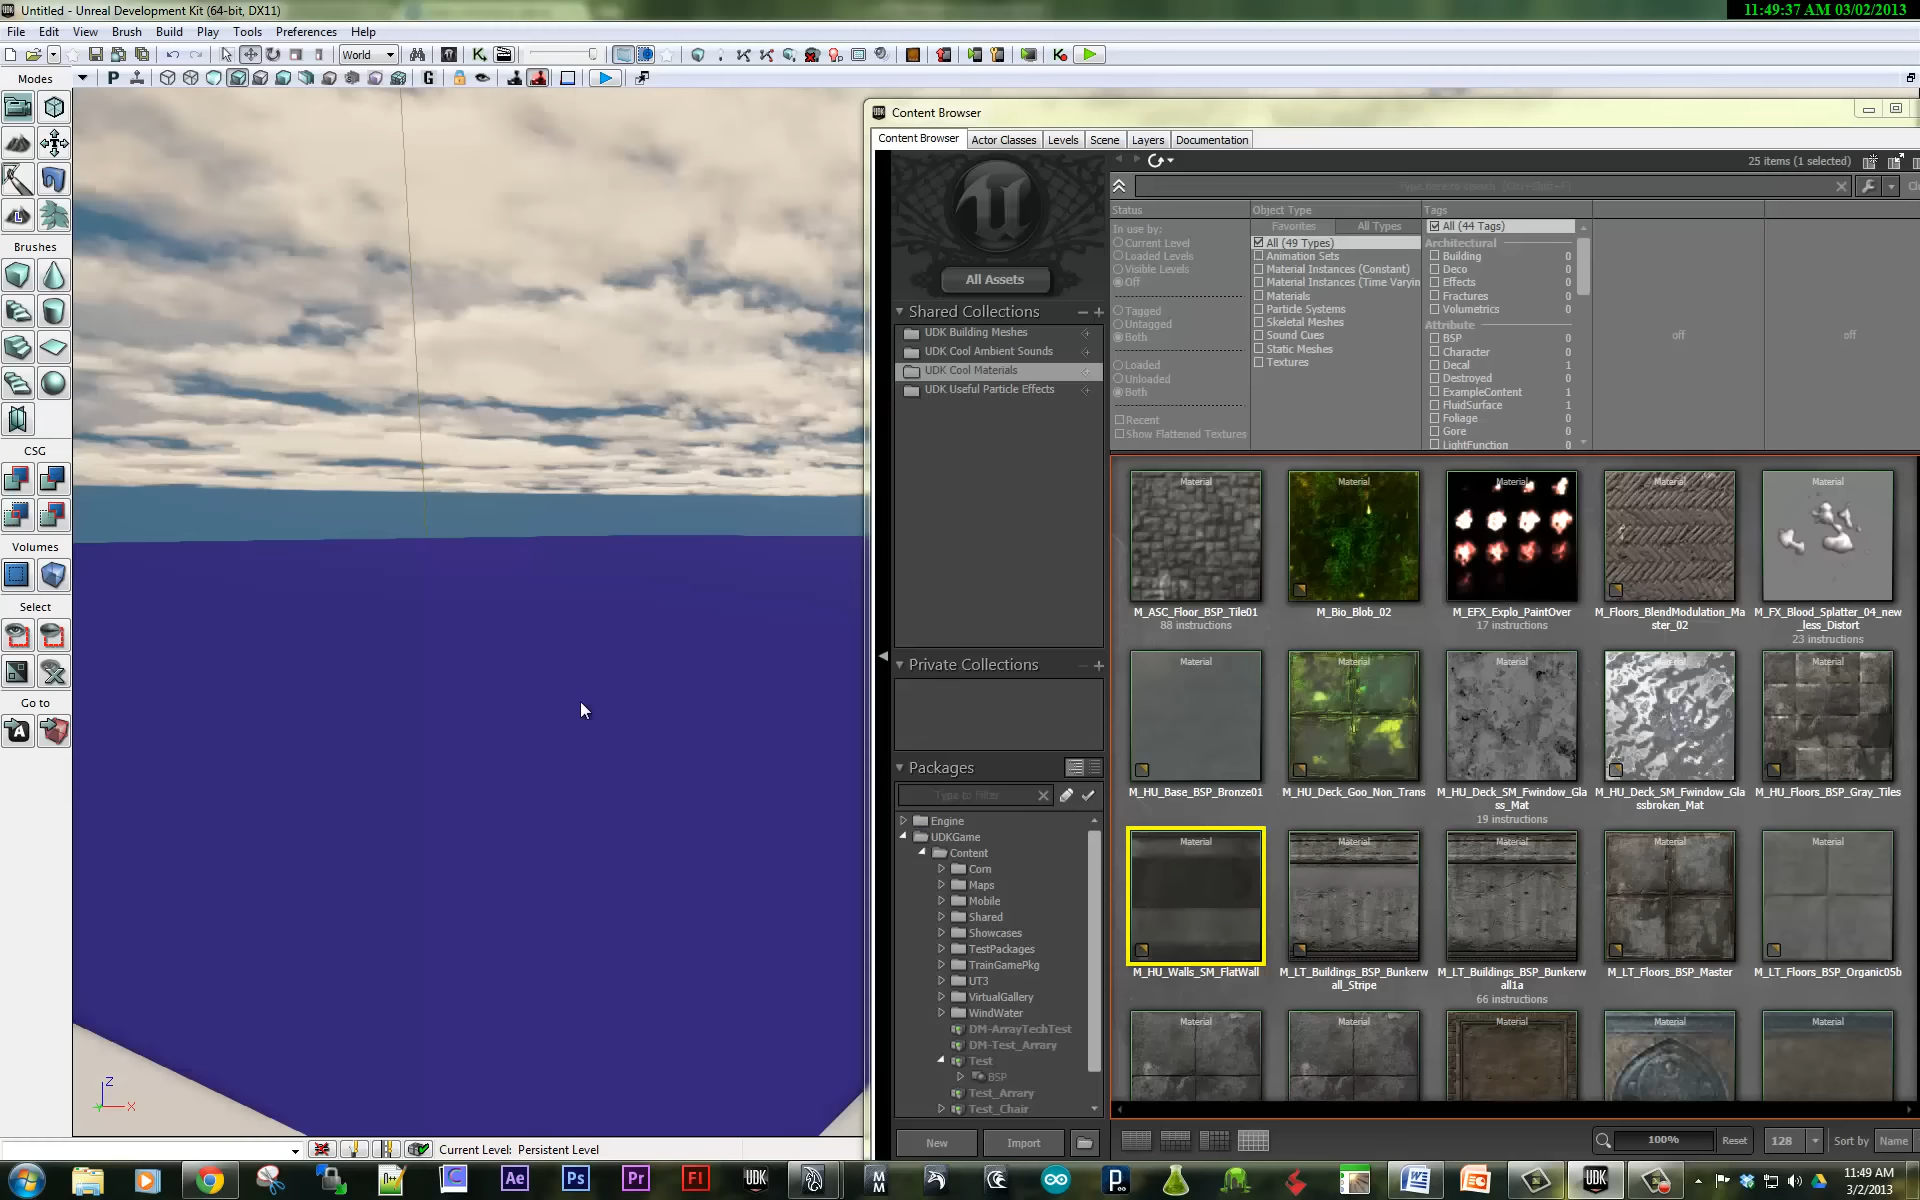 Untitled - Unreal Development Kit (64-bit, DX11)
11:49:37 AM 03/02/2013
File Edit View Brush Build Play Tools Preferences Help
World
Modes
P
G
Brushes
CSG
Volumes
Select
Go to
Content Browser
Content Browser Actor Classes Levels Scene Layers Documentation
25 items (1 selected)
All Assets
Shared Collections
UDK Building Meshes
UDK Cool Ambient Sounds
UDK Cool Materials
UDK Useful Particle Effects
Private Collections
Packages
Type to Filter
Engine
UDKGame
Content
Corn
Maps
Mobile
Shared
Showcases
TestPackages
TrainGamePkg
UT3
VirtualGallery
WindWater
DM-ArrayTechTest
DM-Test_Arrary
Test
BSP
Test_Arrary
Test_Chair
New Import
Status
In use by:
Current Level
Loaded Levels
Visible Levels
Off
Tagged
Untagged
Both
Loaded
Unloaded
Both
Recent
Show Flattened Textures
Object Type
Favorites All Types
All (49 Types)
Animation Sets
Material Instances (Constant)
Material Instances (Time Varyin
Materials
Particle Systems
Skeletal Meshes
Sound Cues
Static Meshes
Textures
Tags
All (44 Tags)
Architectural
Building 0
Deco 0
Effects 0
Fractures 0
Volumetrics 0
Attribute
BSP 0
Character 0
Decal 1
Destroyed 0
ExampleContent 1
FluidSurface 1
Foliage 0
Gore 0
LightFunction 0
off
off
Material Material Material Material Material
M_ASC_Floor_BSP_Tile01
88 instructions
M_Bio_Blob_02
M_EFX_Explo_PaintOver
17 instructions
M_Floors_BlendModulation_Ma
ster_02
M_FX_Blood_Splatter_04_new
_less_Distort
23 instructions
Material Material Material Material Material
M_HU_Base_BSP_Bronze01
M_HU_Deck_Goo_Non_Trans
M_HU_Deck_SM_Fwindow_Gla
ss_Mat
19 instructions
M_HU_Deck_SM_Fwindow_Gla
ssbroken_Mat
M_HU_Floors_BSP_Gray_Tiles
Material Material Material Material Material
M_HU_Walls_SM_FlatWall
M_LT_Buildings_BSP_Bunkerw
all_Stripe
M_LT_Buildings_BSP_Bunkerw
all1a
66 instructions
M_LT_Floors_BSP_Master
M_LT_Floors_BSP_Organic05b
Material Material Material Material Material
100% Reset 128 Sort by Name
Current Level: Persistent Level
Ae Ps Pr Fl UDK
UDK
11:49 AM
3/2/2013